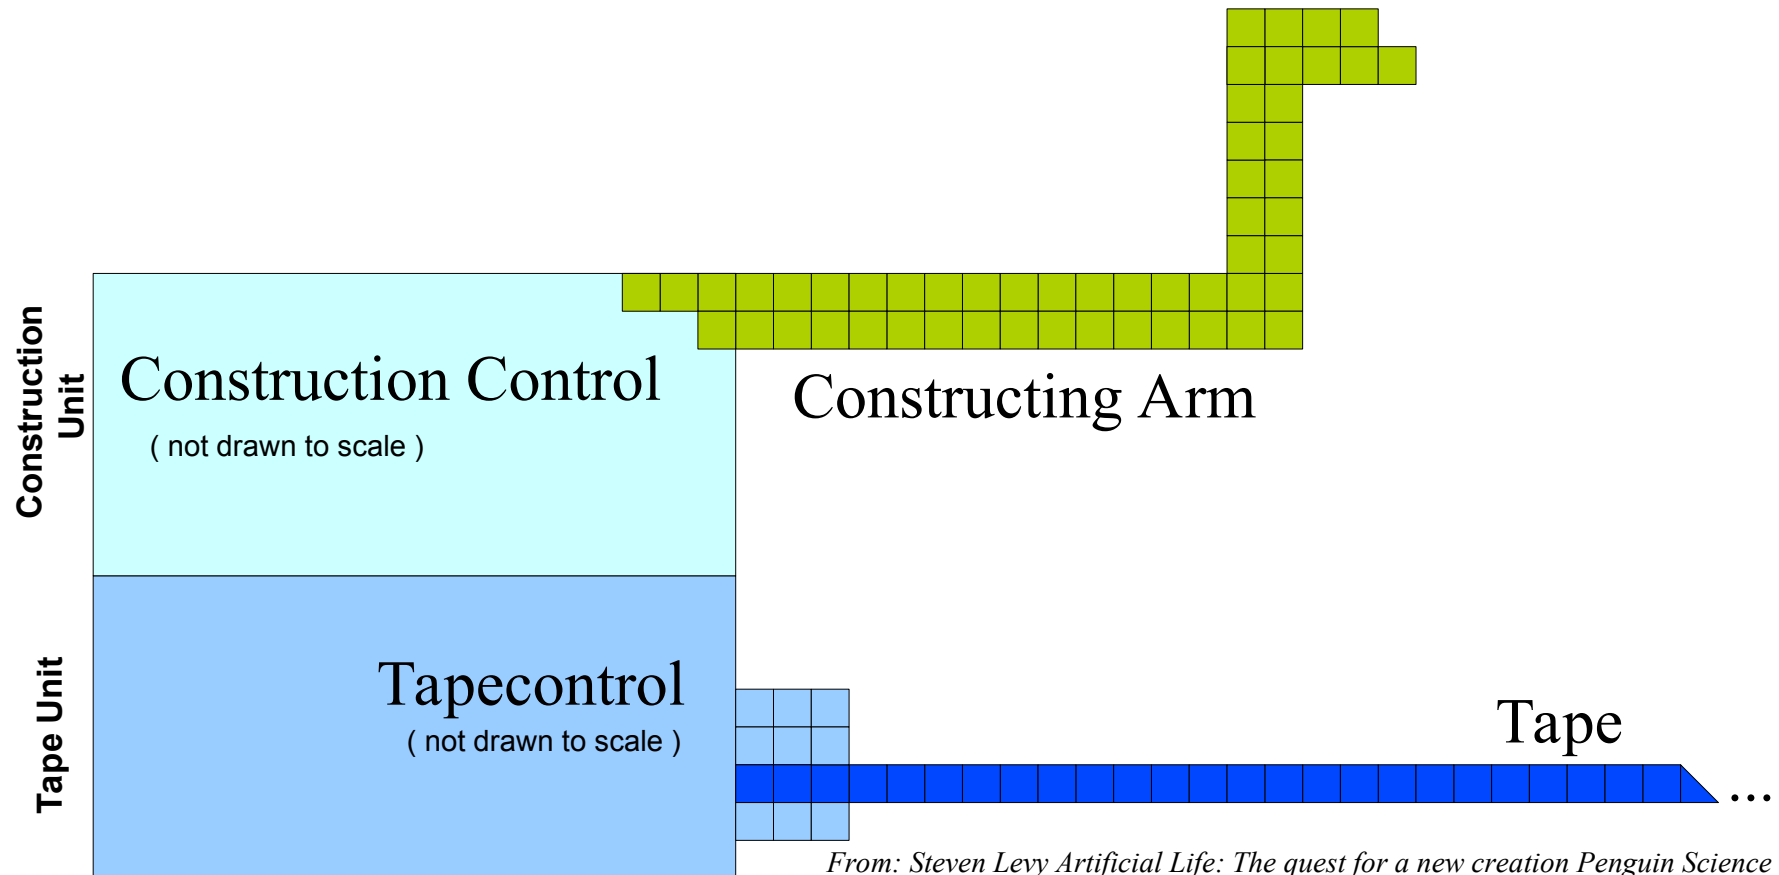 Construction
Unit
Construction Control
( not drawn to scale )
Constructing Arm
Tape Unit
Tapecontrol
( not drawn to scale )
Tape
...
From: Steven Levy Artificial Life: The quest for a new creation Penguin Science